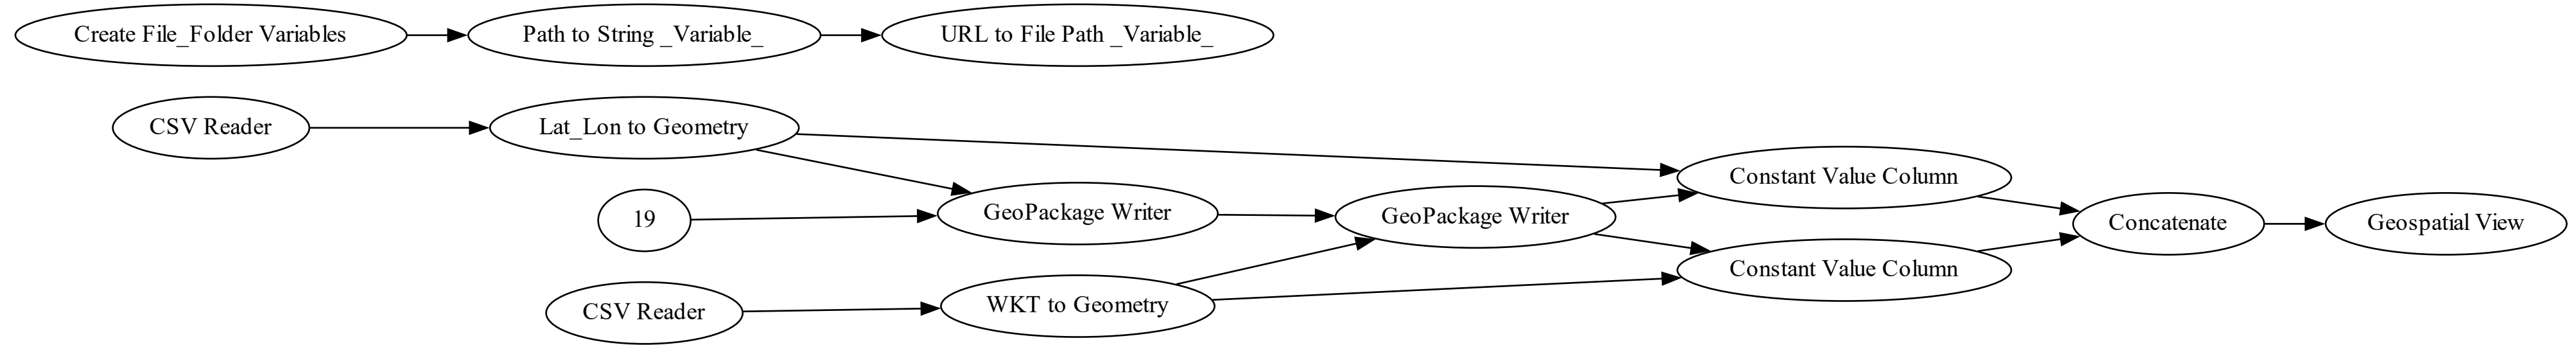 Create File_Folder Variables
Path to String _Variable_
URL to File Path _Variable_
CSV Reader
Lat_Lon to Geometry
Constant Value Column
19
GeoPackage Writer
GeoPackage Writer
Concatenate
Geospatial View
Constant Value Column
CSV Reader
WKT to Geometry